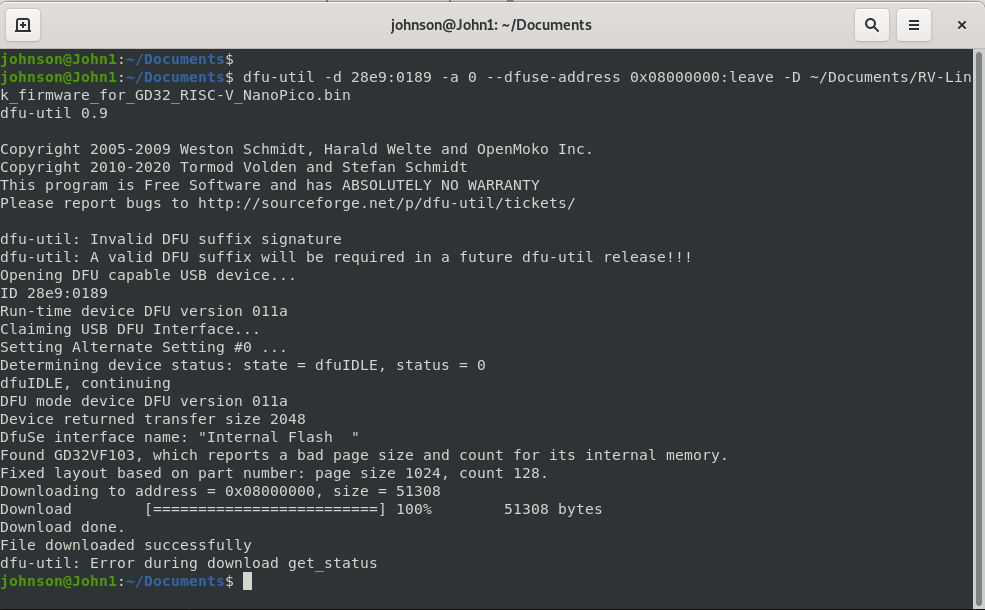 johnson@John1: ~/Documents
johnson@John1:~/Documents$
johnson@John1:~/Documents$ dfu-util -d 28e9:0189 -a 0 --dfuse-address 0x08000000:leave -D ~/Documents/RV-Lin
k_firmware_for_GD32_RISC-V_NanoPico.bin
dfu-util 0.9
Copyright 2005-2009 Weston Schmidt, Harald Welte and OpenMoko Inc.
Copyright 2010-2020 Tormod Volden and Stefan Schmidt
This program is Free Software and has ABSOLUTELY NO WARRANTY
Please report bugs to http://sourceforge.net/p/dfu-util/tickets/
dfu-util: Invalid DFU suffix signature
dfu-util: A valid DFU suffix will be required in a future dfu-util release!!!
Opening DFU capable USB device...
ID 28e9:0189
Run-time device DFU version 011a
Claiming USB DFU Interface...
Setting Alternate Setting #0 ...
Determining device status: state = dfuIDLE, status = 0
dfuIDLE, continuing
DFU mode device DFU version 011a
Device returned transfer size 2048
DfuSe interface name: "Internal Flash  "
Found GD32VF103, which reports a bad page size and count for its internal memory.
Fixed layout based on part number: page size 1024, count 128.
Downloading to address = 0x08000000, size = 51308
Download        [=========================] 100%        51308 bytes
Download done.
File downloaded successfully
dfu-util: Error during download get_status
johnson@John1:~/Documents$